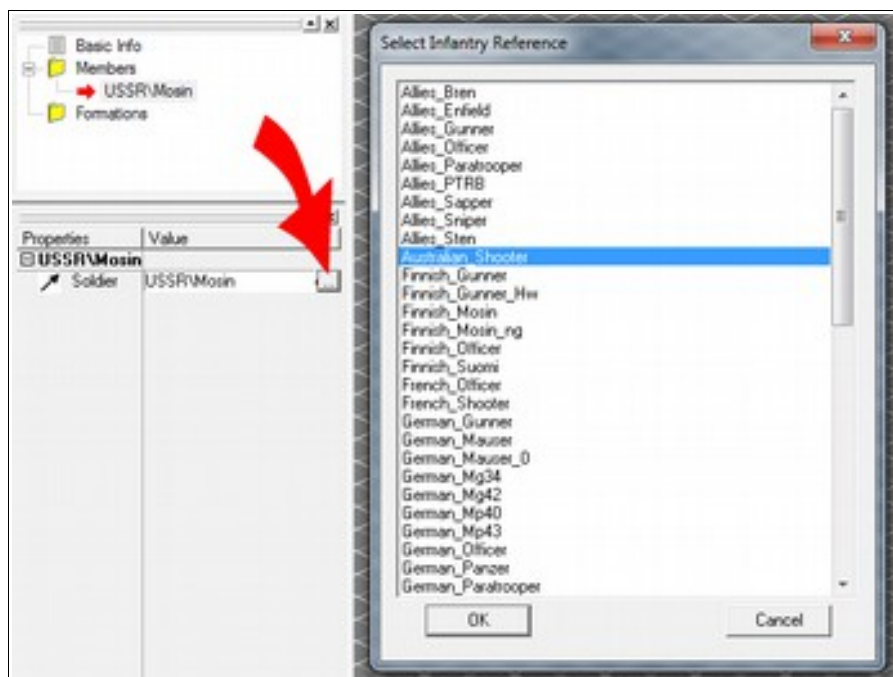 Basic Info
Members
USSR\Mosin
Formations
Properties Value
USSR\Mosin
Soldier USSR\Mosin ...
Select Infantry Reference
Allies_Bren
Allies_Enfield
Allies_Gunner
Allies_Officer
Allies_Paratrooper
Allies_PTRB
Allies_Sapper
Allies_Sniper
Allies_Sten
Australian_Shooter
Finnish_Gunner
Finnish_Gunner_Hw
Finnish_Mosin
Finnish_Mosin_ng
Finnish_Officer
Finnish_Suomi
French_Officer
French_Shooter
German_Gunner
German_Mauser
German_Mauser_0
German_Mg34
German_Mg42
German_Mp40
German_Mp43
German_Officer
German_Panzer
German_Paratrooper
OK
Cancel